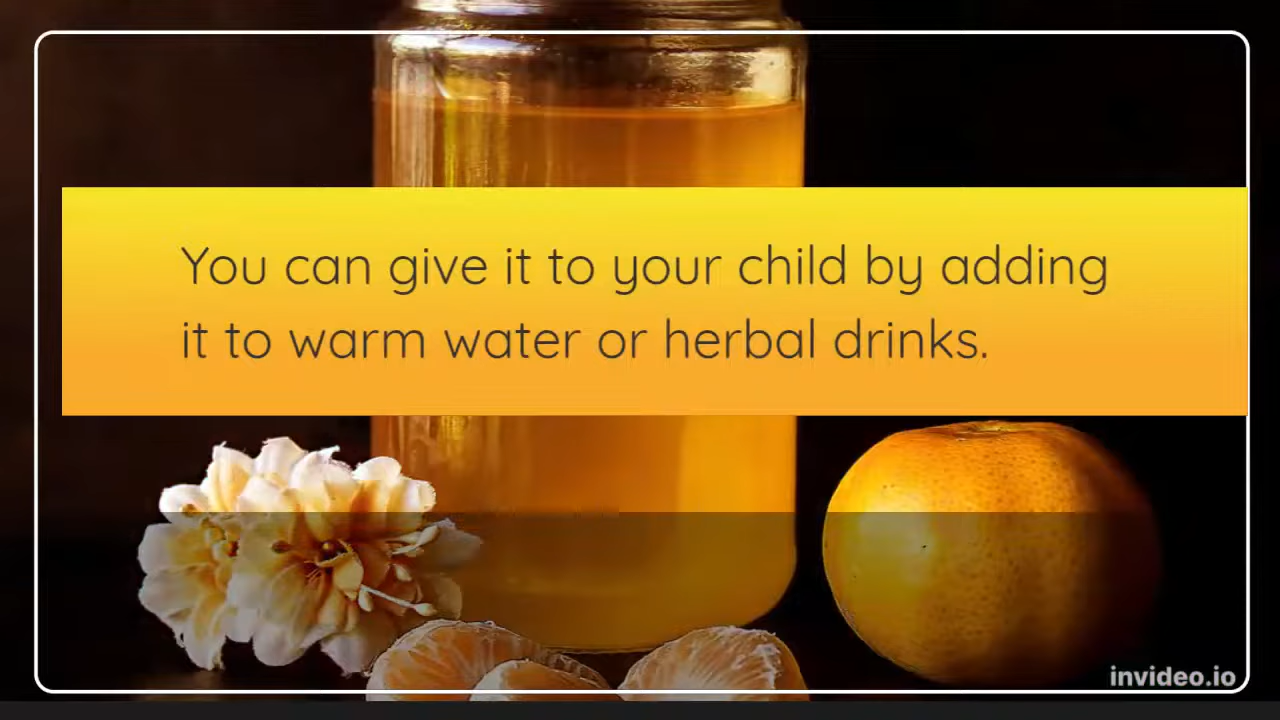 You can give it to your child by adding
it to warm water or herbal drinks.
invideo.io